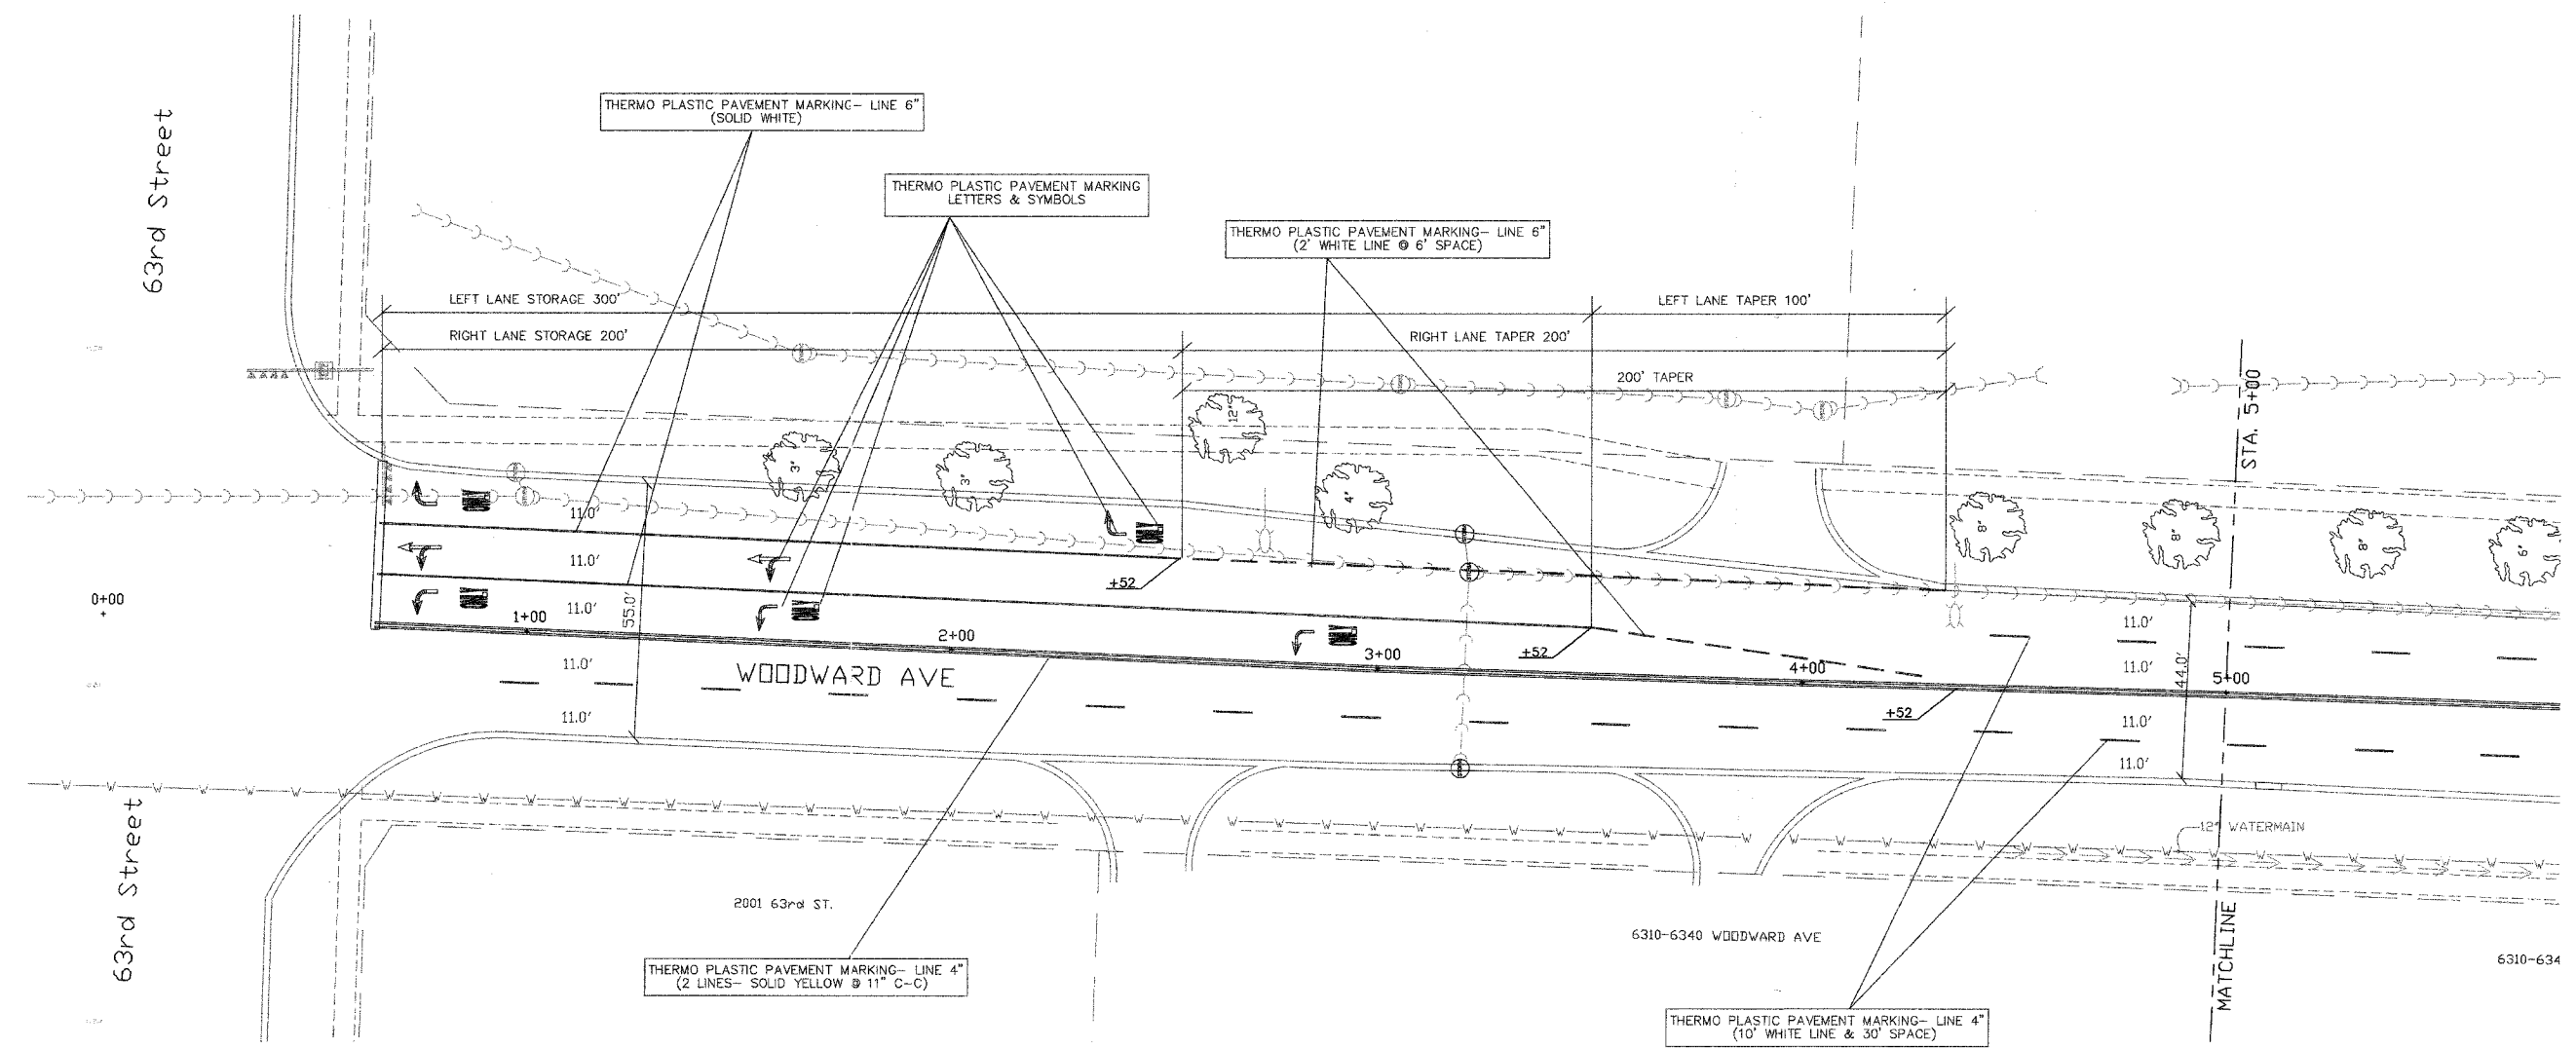 THERMO PLASTIC PAVEMENT MARKING- LINE 6"
(SOLID WHITE)
63rd Street
THERMO PLASTIC PAVEMENT MARKING
LETTERS & SYMBOLS
THERMO PLASTIC PAVEMENT MARKING- LINE 6"
(2' WHITE LINE @ 6' SPACE)
LEFT LANE STORAGE 300'
LEFT LANE TAPER 100'
RIGHT LANE STORAGE 200'
RIGHT LANE TAPER 200'
200' TAPER
STA. 5+00
12"
3'
3'
4'
8'
8'
8'
6'
11.0'
11.0'
11.0'
55.0'
11.0'
11.0'
+52
+52
+52
0+00
1+00
2+00
3+00
4+00
5+00
WOODWARD AVE
11.0'
11.0'
44.0'
11.0'
11.0'
W W W W W W W W W W W W W W W W
12" WATERMAIN
63rd Street
2001 63rd ST.
6310-6340 WOODWARD AVE
6310-634
MATCHLINE
THERMO PLASTIC PAVEMENT MARKING- LINE 4"
(2 LINES- SOLID YELLOW @ 11" C-C)
THERMO PLASTIC PAVEMENT MARKING- LINE 4"
(10' WHITE LINE & 30' SPACE)